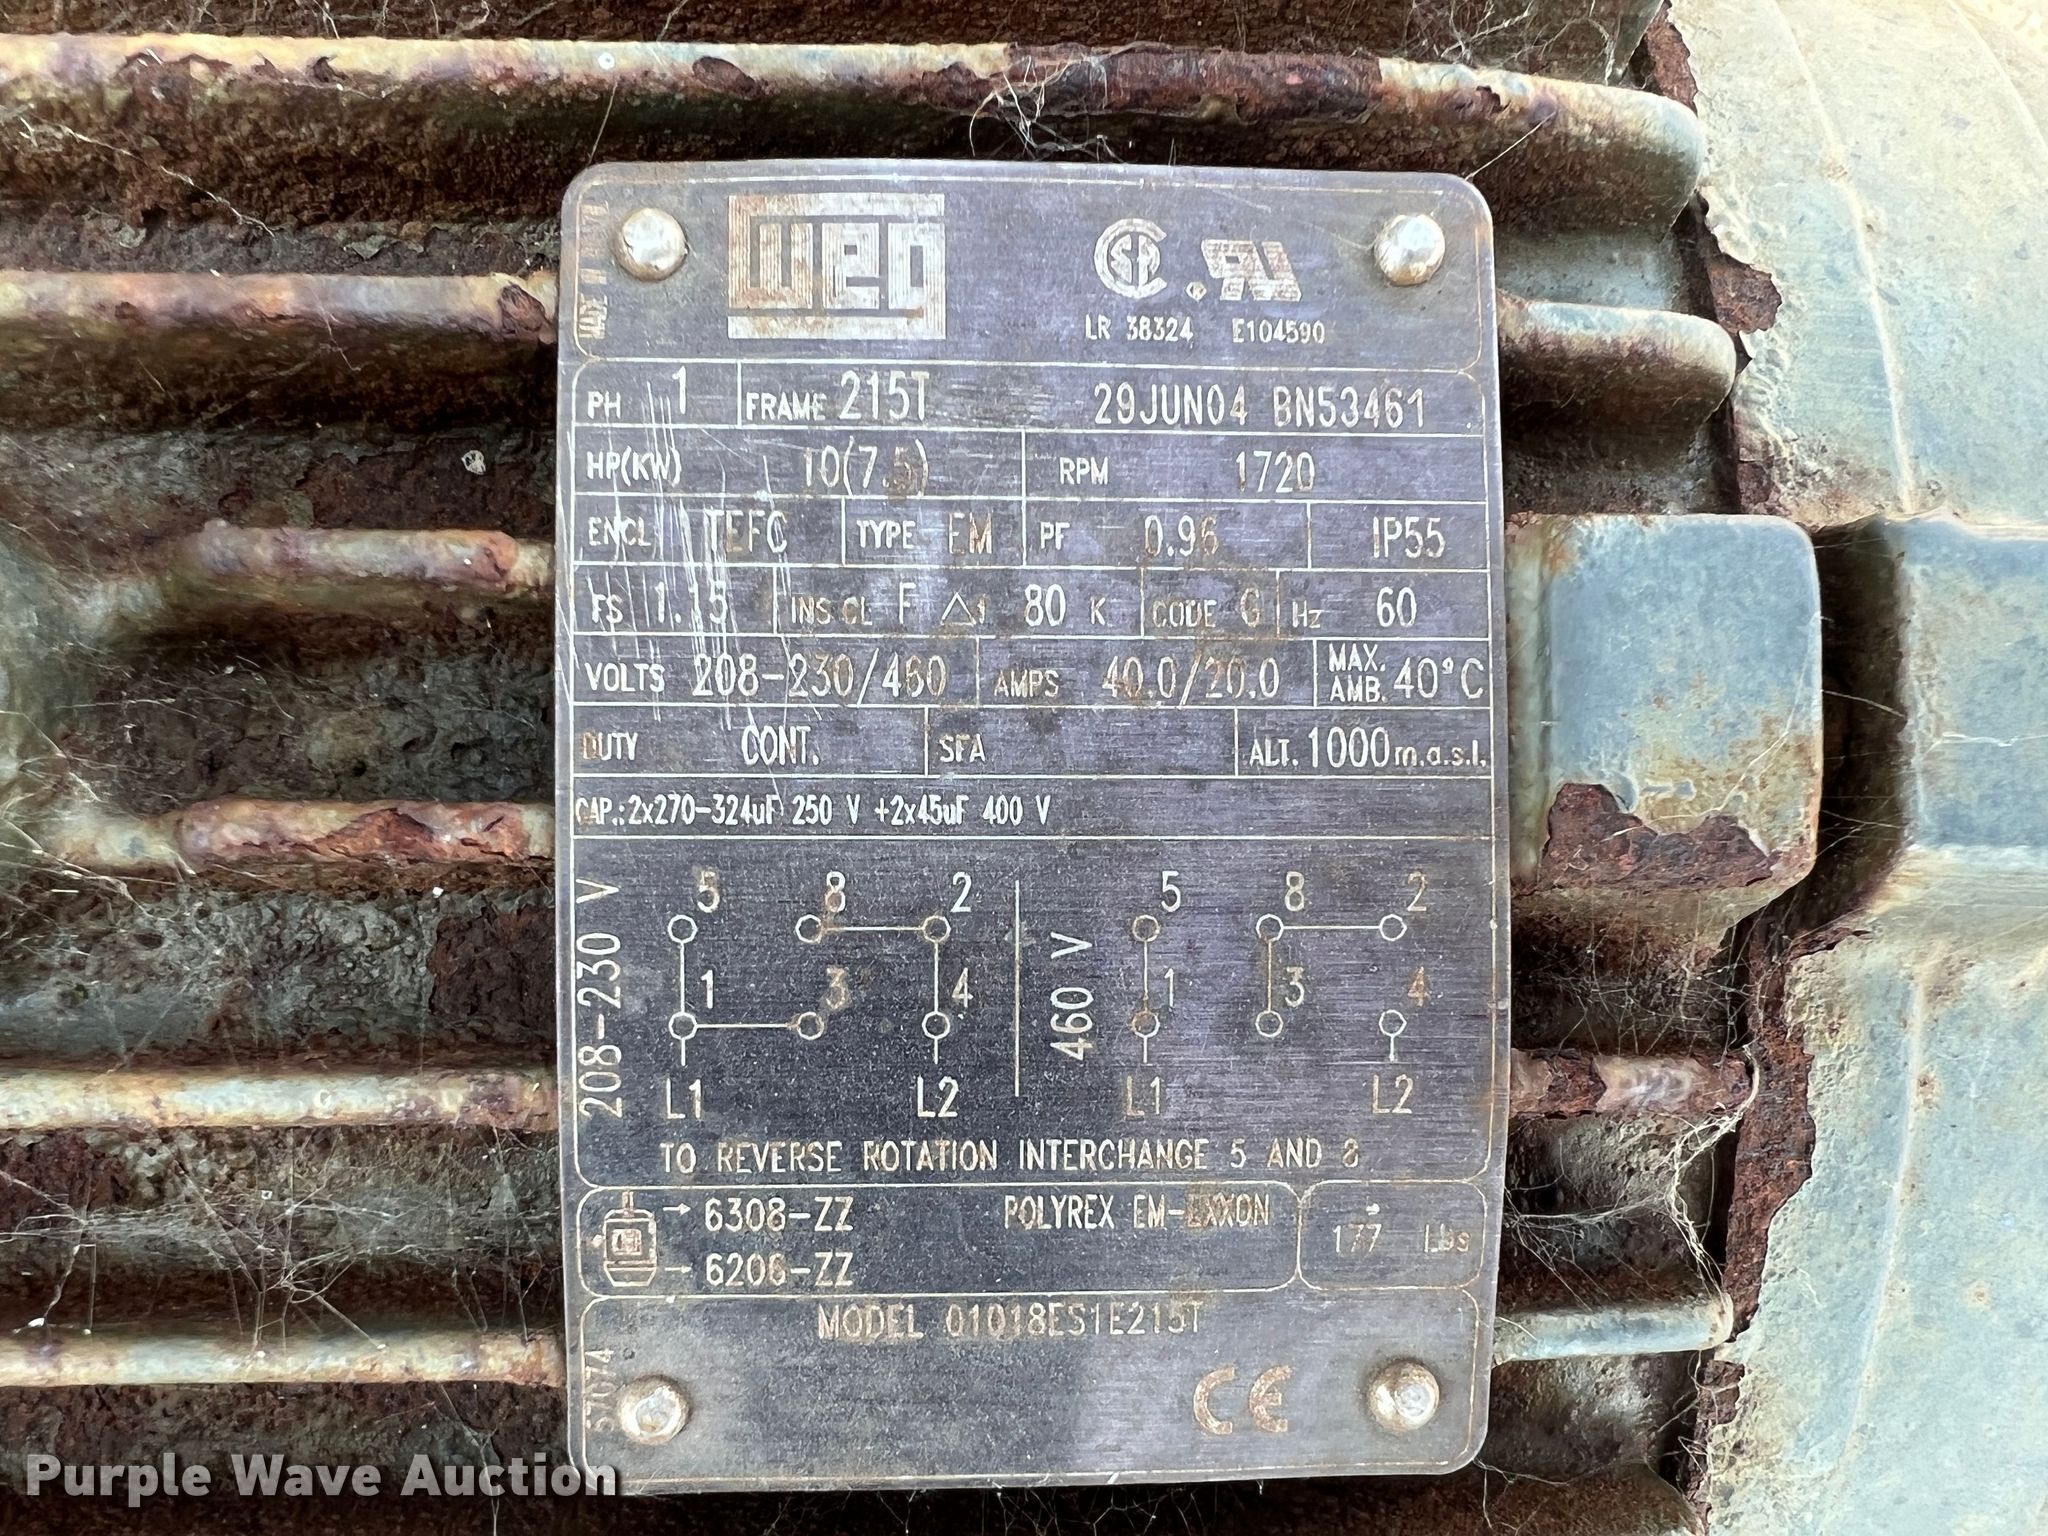 WEG
LR 38324 E104590
PH 1 FRAME 215T 29JUN04 BN53461
HP(KW) 10(7.5) RPM 1720
ENCL TEFC TYPE EM PF 0.96 IP55
FS 1.15 INS CL F △t 80 K CODE G Hz 60
VOLTS 208-230/460 AMPS 40.0/20.0 MAX. AMB. 40°C
DUTY CONT. SFA ALT. 1000 m.a.s.l.
CAP.: 2x270-324uF 250 V +2x45uF 400 V
208-230 V
5 8 2
1 3 4
L1 L2
460 V
5 8 2
1 3 4
L1 L2
TO REVERSE ROTATION INTERCHANGE 5 AND 8
6308-ZZ POLYREX EM-EXXON
6206-ZZ
177 Lbs
MODEL 01018ES1E215T
CE
Purple Wave Auction